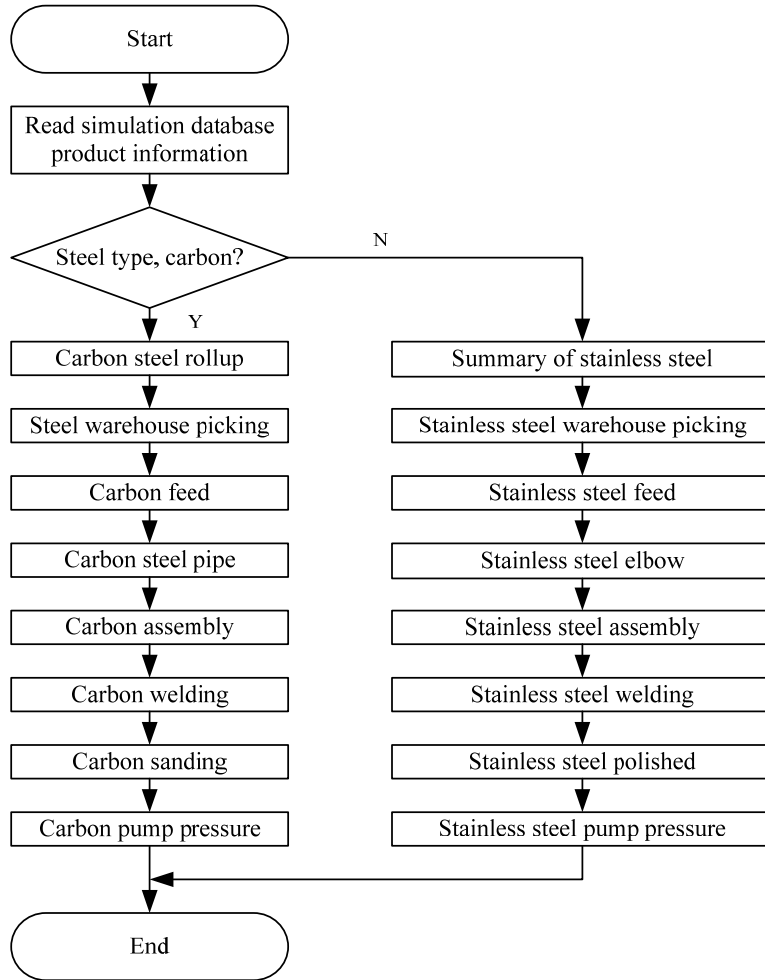 Start
Read simulation database
product information
Steel type, carbon?
N
Y
Carbon steel rollup
Steel warehouse picking
Carbon feed
Carbon steel pipe
Carbon assembly
Carbon welding
Carbon sanding
Carbon pump pressure
Summary of stainless steel
Stainless steel warehouse picking
Stainless steel feed
Stainless steel elbow
Stainless steel assembly
Stainless steel welding
Stainless steel polished
Stainless steel pump pressure
End